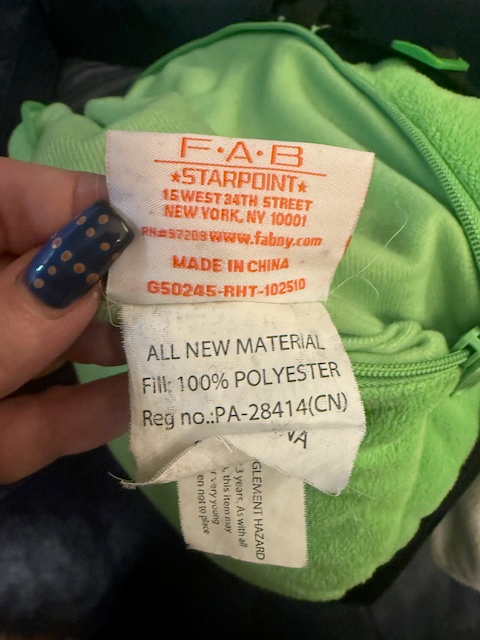 F·A·B
★STARPOINT★
15 WEST 34TH STREET
NEW YORK, NY 10001
RN#97209 www.fabny.com
MADE IN CHINA
G50245-RHT-102510
ALL NEW MATERIAL
Fill: 100% POLYESTER
Reg no.:PA-28414(CN)
GLEMENT HAZARD
3 years. As with all
, this item may
r very young
en not to place